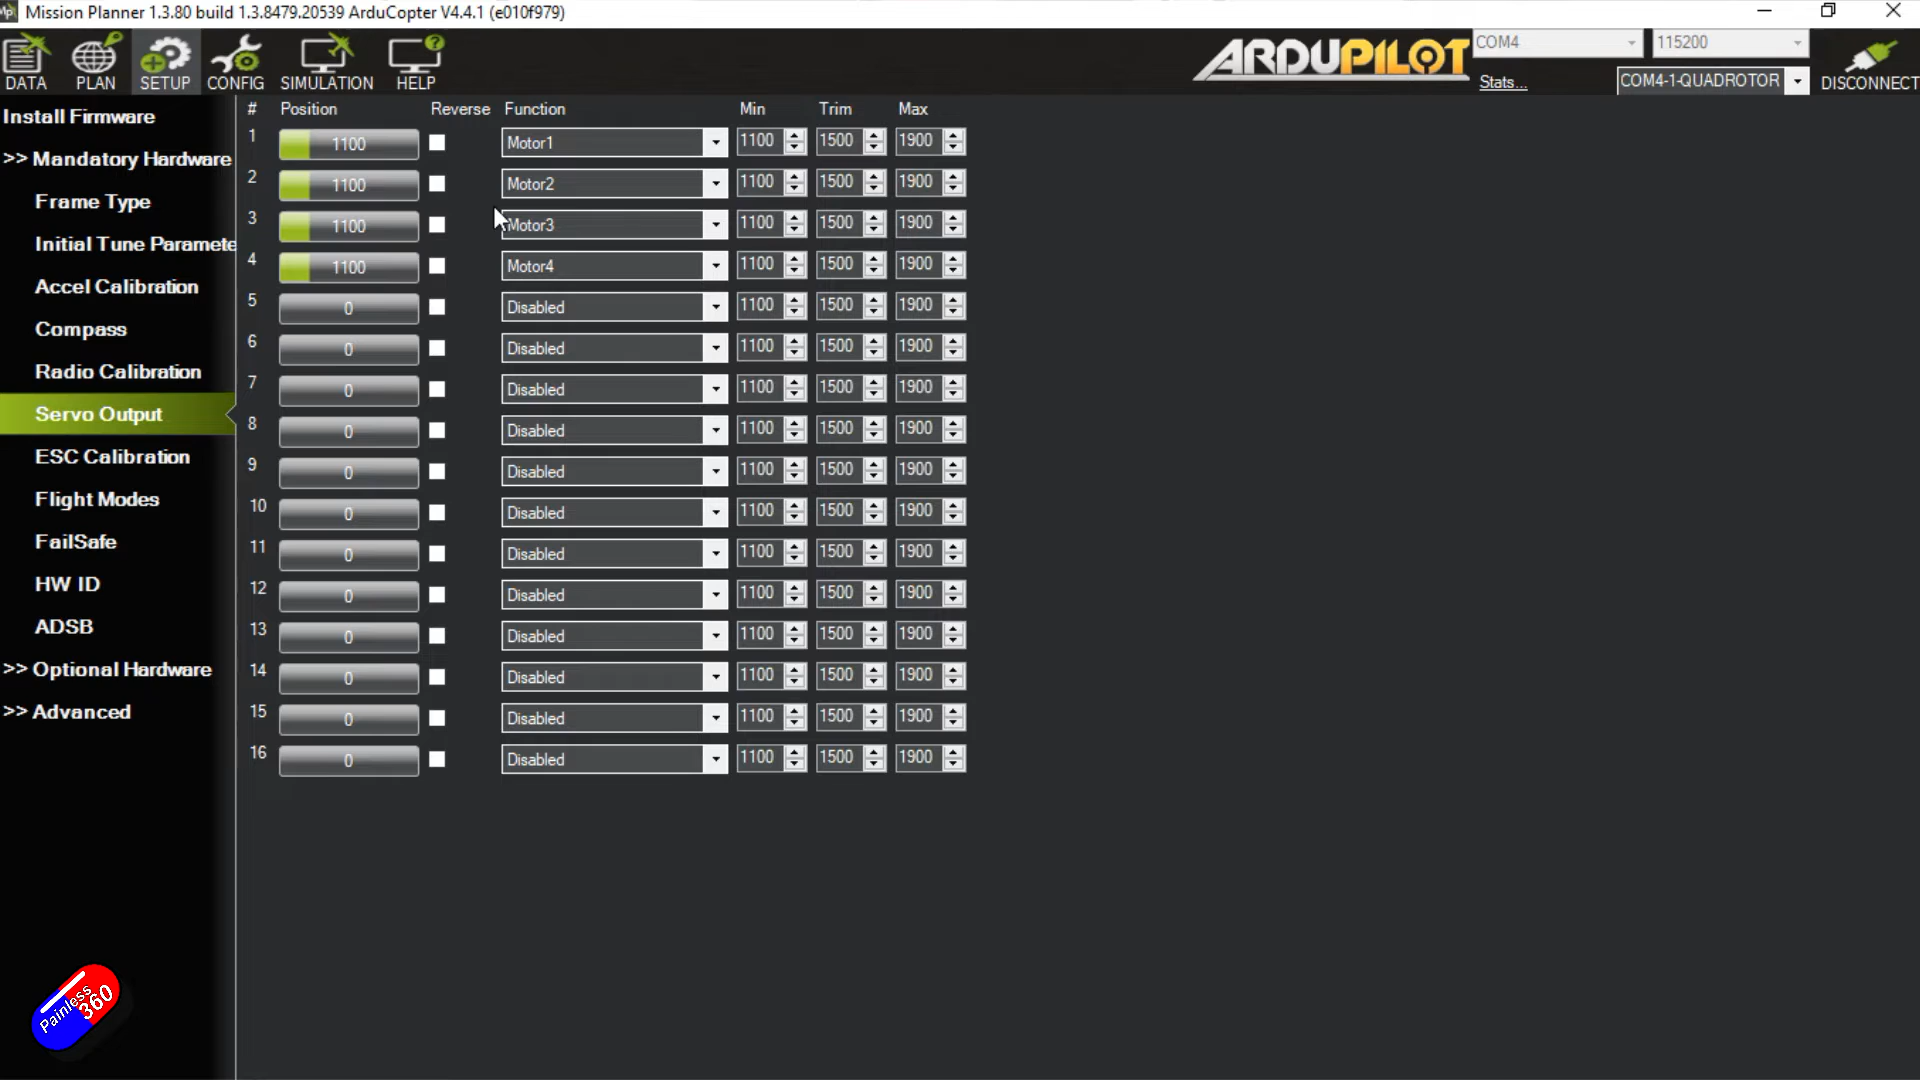 Mission Planner 1.3.80 build 1.3.8479.20539 ArduCopter V4.4.1 (e010f979)
DATA PLAN SETUP CONFIG SIMULATION HELP ARDUPILOT COM4 115200
Stats... COM4-1-QUADROTOR DISCONNECT
Install Firmware
>> Mandatory Hardware
Frame Type
Initial Tune Paramete
Accel Calibration
Compass
Radio Calibration
Servo Output
ESC Calibration
Flight Modes
FailSafe
HW ID
ADSB
>> Optional Hardware
>> Advanced
# Position Reverse Function Min Trim Max
1 1100 Motor1 1100 1500 1900
2 1100 Motor2 1100 1500 1900
3 1100 Motor3 1100 1500 1900
4 1100 Motor4 1100 1500 1900
5 0 Disabled 1100 1500 1900
6 0 Disabled 1100 1500 1900
7 0 Disabled 1100 1500 1900
8 0 Disabled 1100 1500 1900
9 0 Disabled 1100 1500 1900
10 0 Disabled 1100 1500 1900
11 0 Disabled 1100 1500 1900
12 0 Disabled 1100 1500 1900
13 0 Disabled 1100 1500 1900
14 0 Disabled 1100 1500 1900
15 0 Disabled 1100 1500 1900
16 0 Disabled 1100 1500 1900
Painless
360